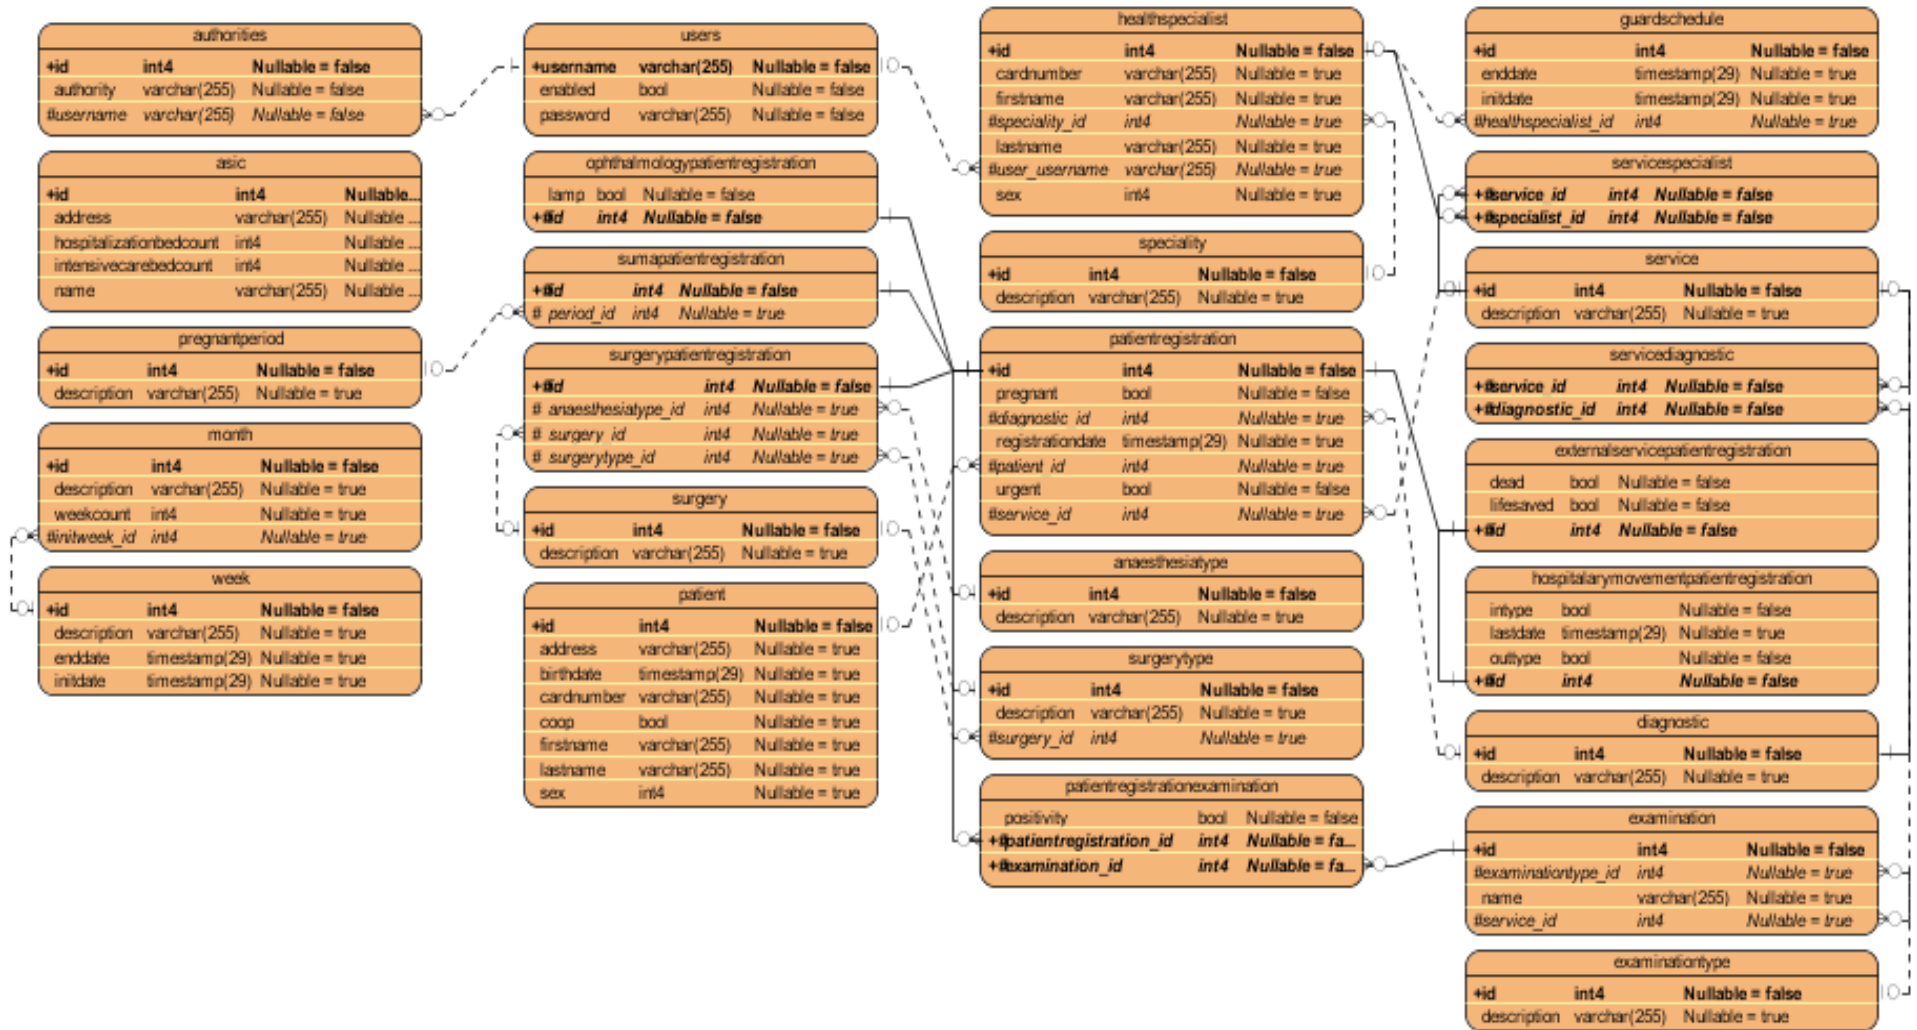 authorities
+id int4 Nullable = false
authority varchar(255) Nullable = false
#username varchar(255) Nullable = false
asic
+id int4 Nullable...
address varchar(255) Nullable ...
hospitalizationbedcount int4 Nullable ...
intensivecarebedcount int4 Nullable ...
name varchar(255) Nullable ...
pregnantperiod
+id int4 Nullable = false
description varchar(255) Nullable = true
month
+id int4 Nullable = false
description varchar(255) Nullable = true
weekcount int4 Nullable = true
#initweek_id int4 Nullable = true
week
+id int4 Nullable = false
description varchar(255) Nullable = true
enddate timestamp(29) Nullable = true
initdate timestamp(29) Nullable = true
users
+username varchar(255) Nullable = false
enabled bool Nullable = false
password varchar(255) Nullable = false
ophthalmologypatientregistration
lamp bool Nullable = false
+#id int4 Nullable = false
sumapatientregistration
+#id int4 Nullable = false
# period_id int4 Nullable = true
surgerypatientregistration
+#id int4 Nullable = false
# anaesthesiatype_id int4 Nullable = true
# surgery_id int4 Nullable = true
# surgerytype_id int4 Nullable = true
surgery
+id int4 Nullable = false
description varchar(255) Nullable = true
patient
+id int4 Nullable = false
address varchar(255) Nullable = true
birthdate timestamp(29) Nullable = true
cardnumber varchar(255) Nullable = true
coop bool Nullable = true
firstname varchar(255) Nullable = true
lastname varchar(255) Nullable = true
sex int4 Nullable = true
healthspecialist
+id int4 Nullable = false
cardnumber varchar(255) Nullable = true
firstname varchar(255) Nullable = true
#speciality_id int4 Nullable = true
lastname varchar(255) Nullable = true
#user_username varchar(255) Nullable = true
sex int4 Nullable = true
speciality
+id int4 Nullable = false
description varchar(255) Nullable = true
patientregistration
+id int4 Nullable = false
pregnant bool Nullable = false
#diagnostic_id int4 Nullable = true
registrationdate timestamp(29) Nullable = true
#patient_id int4 Nullable = true
urgent bool Nullable = false
#service_id int4 Nullable = true
anaesthesiatype
+id int4 Nullable = false
description varchar(255) Nullable = true
surgerytype
+id int4 Nullable = false
description varchar(255) Nullable = true
#surgery_id int4 Nullable = true
patientregistrationexamination
positivity bool Nullable = false
+#patientregistration_id int4 Nullable = fa...
+#examination_id int4 Nullable = fa...
guardschedule
+id int4 Nullable = false
enddate timestamp(29) Nullable = true
initdate timestamp(29) Nullable = true
#healthspecialist_id int4 Nullable = true
servicespecialist
+#service_id int4 Nullable = false
+#specialist_id int4 Nullable = false
service
+id int4 Nullable = false
description varchar(255) Nullable = true
servicediagnostic
+#service_id int4 Nullable = false
+#diagnostic_id int4 Nullable = false
externalservicepatientregistration
dead bool Nullable = false
lifesaved bool Nullable = false
+#id int4 Nullable = false
hospitalarymovementpatientregistration
intype bool Nullable = false
lastdate timestamp(29) Nullable = true
outtype bool Nullable = false
+#id int4 Nullable = false
diagnostic
+id int4 Nullable = false
description varchar(255) Nullable = true
examination
+id int4 Nullable = false
#examinationtype_id int4 Nullable = true
name varchar(255) Nullable = true
#service_id int4 Nullable = true
examinationtype
+id int4 Nullable = false
description varchar(255) Nullable = true